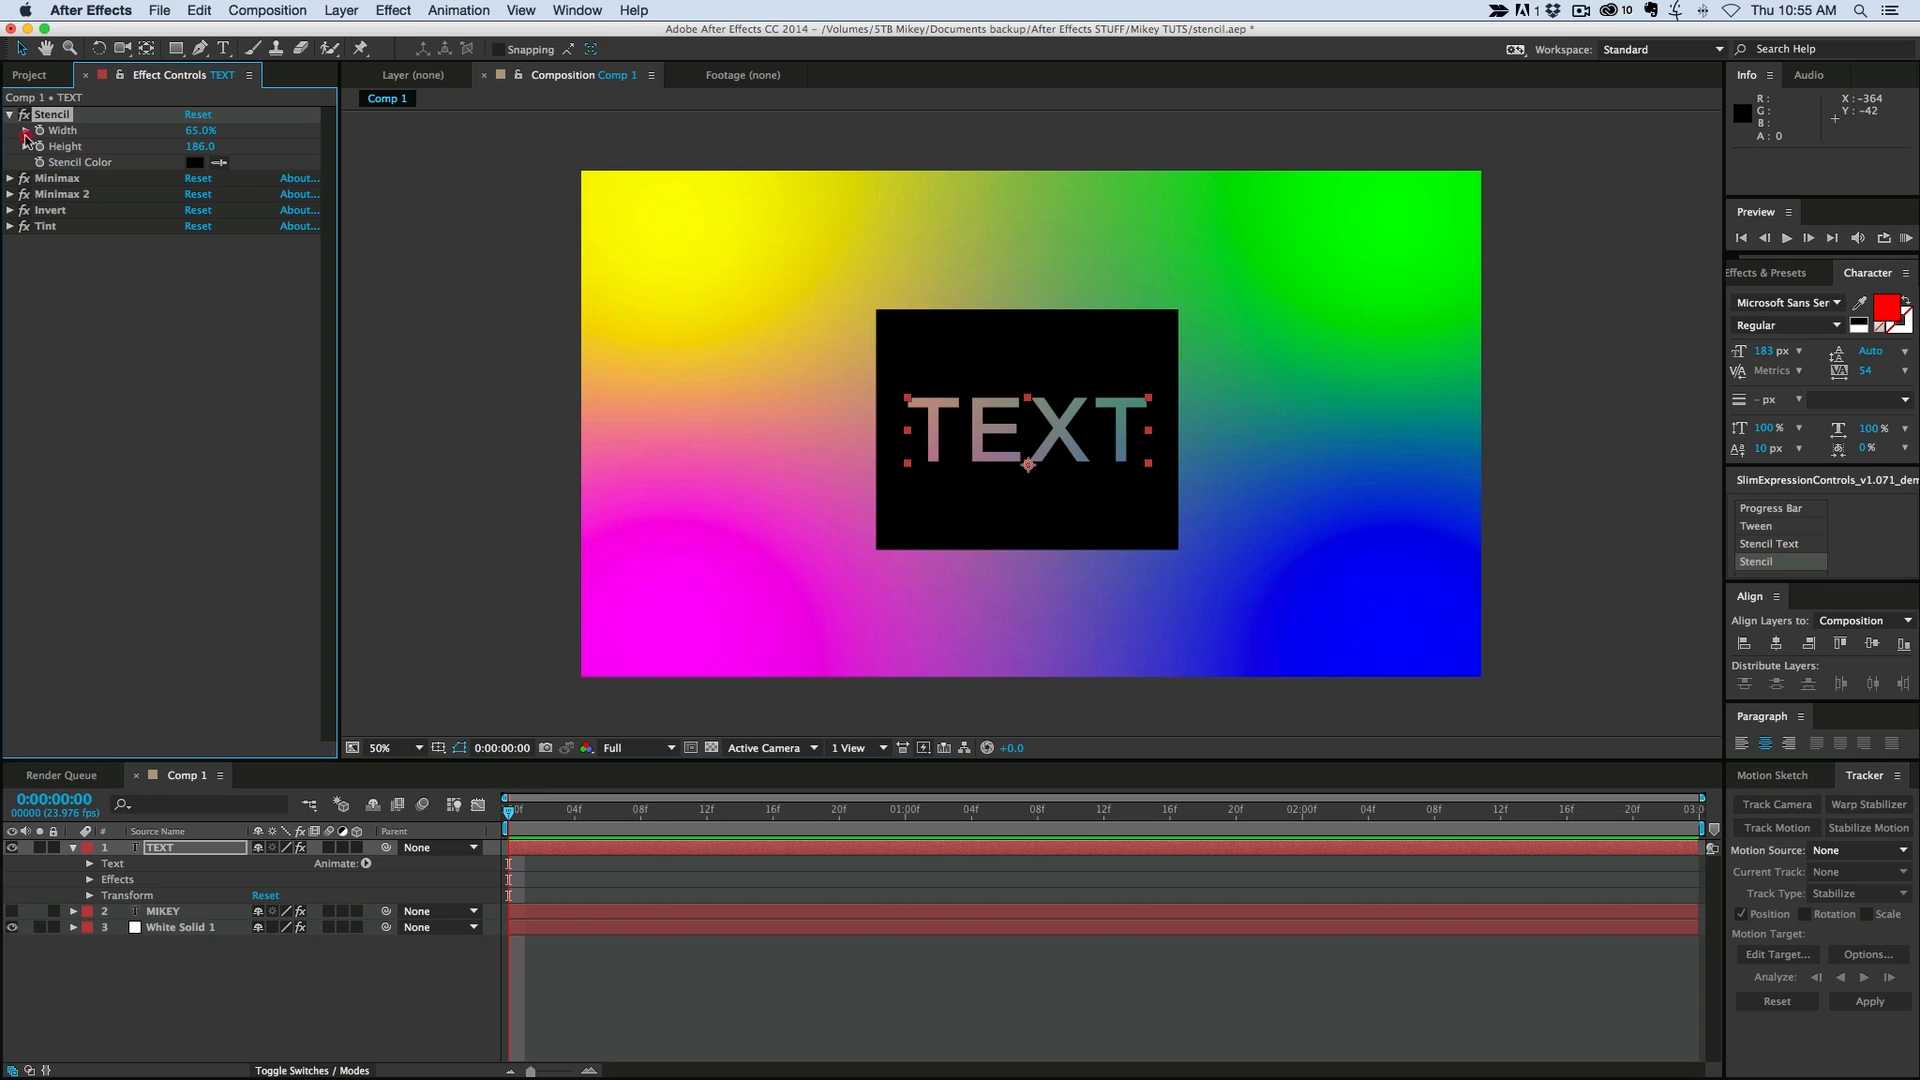 After Effects File Edit Composition Layer Effect Animation View Window Help
1 10 Thu 10:55 AM
Adobe After Effects CC 2014 - /Volumes/5TB Mikey/Documents backup/After Effects STUFF/Mikey TUTS/stencil.aep *
Snapping Workspace: Standard Search Help
Project Effect Controls TEXT Layer (none) Composition Comp 1 Footage (none) Info Audio
Comp 1 • TEXT
Comp 1
fx Stencil Reset
Width 65.0%
Height 186.0
Stencil Color
fx Minimax Reset About...
fx Minimax 2 Reset About...
fx Invert Reset About...
fx Tint Reset About...
TEXT
R: X: -364
G: Y: -42
B:
A: 0
Preview
Effects & Presets Character
Microsoft Sans Ser
Regular
183 px Auto
Metrics 54
- px
100 % 100 %
10 px 0 %
SlimExpressionControls_v1.071_dem
Progress Bar
Tween
Stencil Text
Stencil
Align
Align Layers to: Composition
Distribute Layers:
Paragraph
50% 0:00:00:00 Full Active Camera 1 View +0.0
Render Queue Comp 1
0:00:00:00
00000 (23.976 fps)
04f 08f 12f 16f 20f 01:00f 04f 08f 12f 16f 20f 02:00f 04f 08f 12f 16f 20f
# Source Name Parent
1 T TEXT None
Text Animate:
Effects
Transform Reset
2 T MIKEY None
3 White Solid 1 None
Toggle Switches / Modes
Motion Sketch Tracker
Track Camera Warp Stabilizer
Track Motion Stabilize Motion
Motion Source: None
Current Track: None
Track Type: Stabilize
Position Rotation Scale
Motion Target:
Edit Target... Options...
Analyze:
Reset Apply